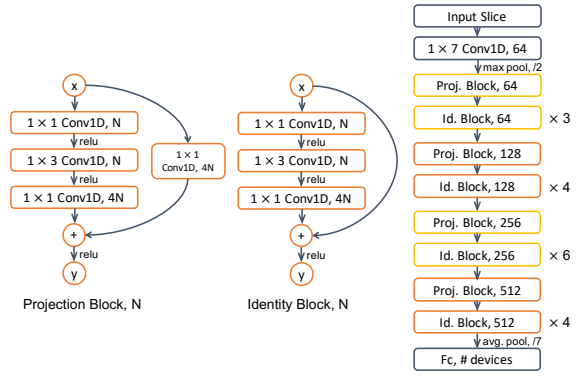 x
1 × 1 Conv1D, N
relu
1 × 3 Conv1D, N
relu
1 × 1 Conv1D, 4N
1 × 1
Conv1D, 4N
+
relu
y
Projection Block, N
x
1 × 1 Conv1D, N
relu
1 × 3 Conv1D, N
relu
1 × 1 Conv1D, 4N
+
relu
y
Identity Block, N
Input Slice
1 × 7 Conv1D, 64
max pool, /2
Proj. Block, 64
Id. Block, 64 × 3
Proj. Block, 128
Id. Block, 128 × 4
Proj. Block, 256
Id. Block, 256 × 6
Proj. Block, 512
Id. Block, 512 × 4
avg. pool, /7
Fc, # devices